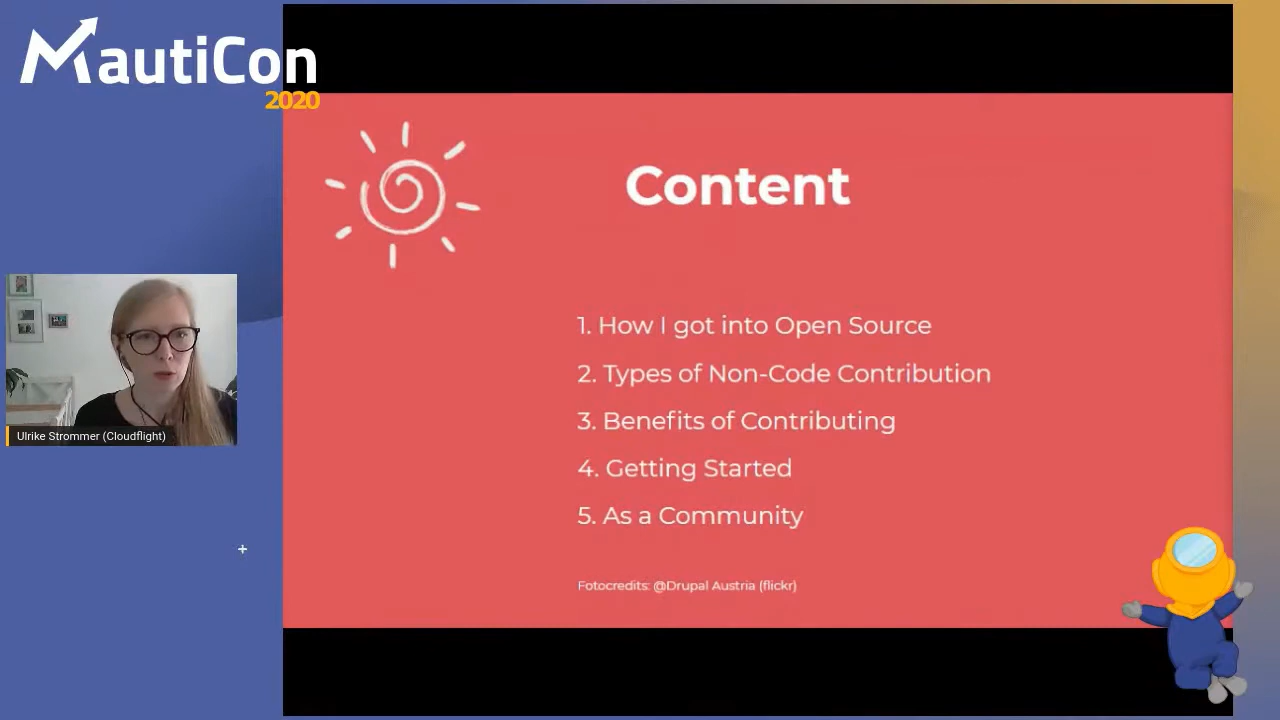 MautiCon
2020
Content
1. How I got into Open Source
2. Types of Non-Code Contribution
3. Benefits of Contributing
4. Getting Started
5. As a Community
Fotocredits: @Drupal Austria (flickr)
Ulrike Strommer (Cloudflight)